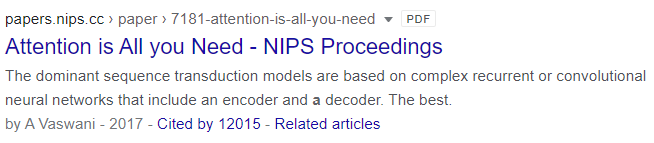 papers.nips.cc › paper › 7181-attention-is-all-you-need PDF
Attention is All you Need - NIPS Proceedings
The dominant sequence transduction models are based on complex recurrent or convolutional
neural networks that include an encoder and a decoder. The best.
by A Vaswani - 2017 - Cited by 12015 - Related articles